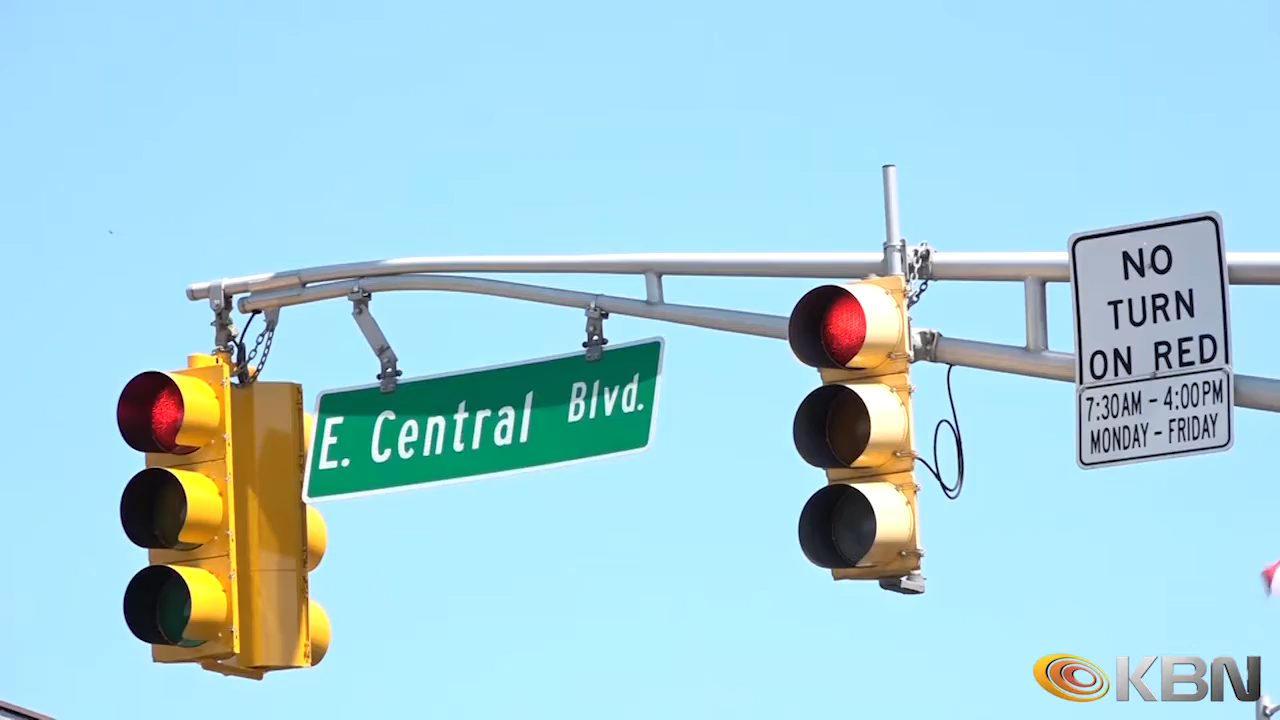 E. Central Blvd.
NO
TURN
ON RED
7:30AM - 4:00PM
MONDAY - FRIDAY
KBN